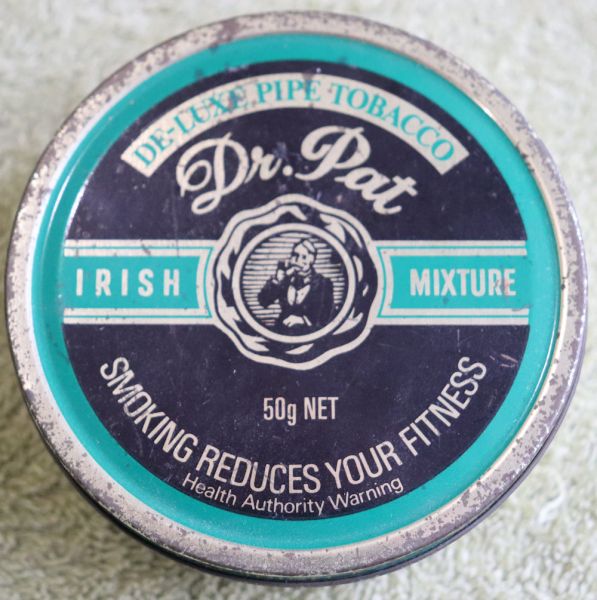 DE-LUXE PIPE TOBACCO
Dr. Pat
IRISH MIXTURE
50g NET
SMOKING REDUCES YOUR FITNESS
Health Authority Warning